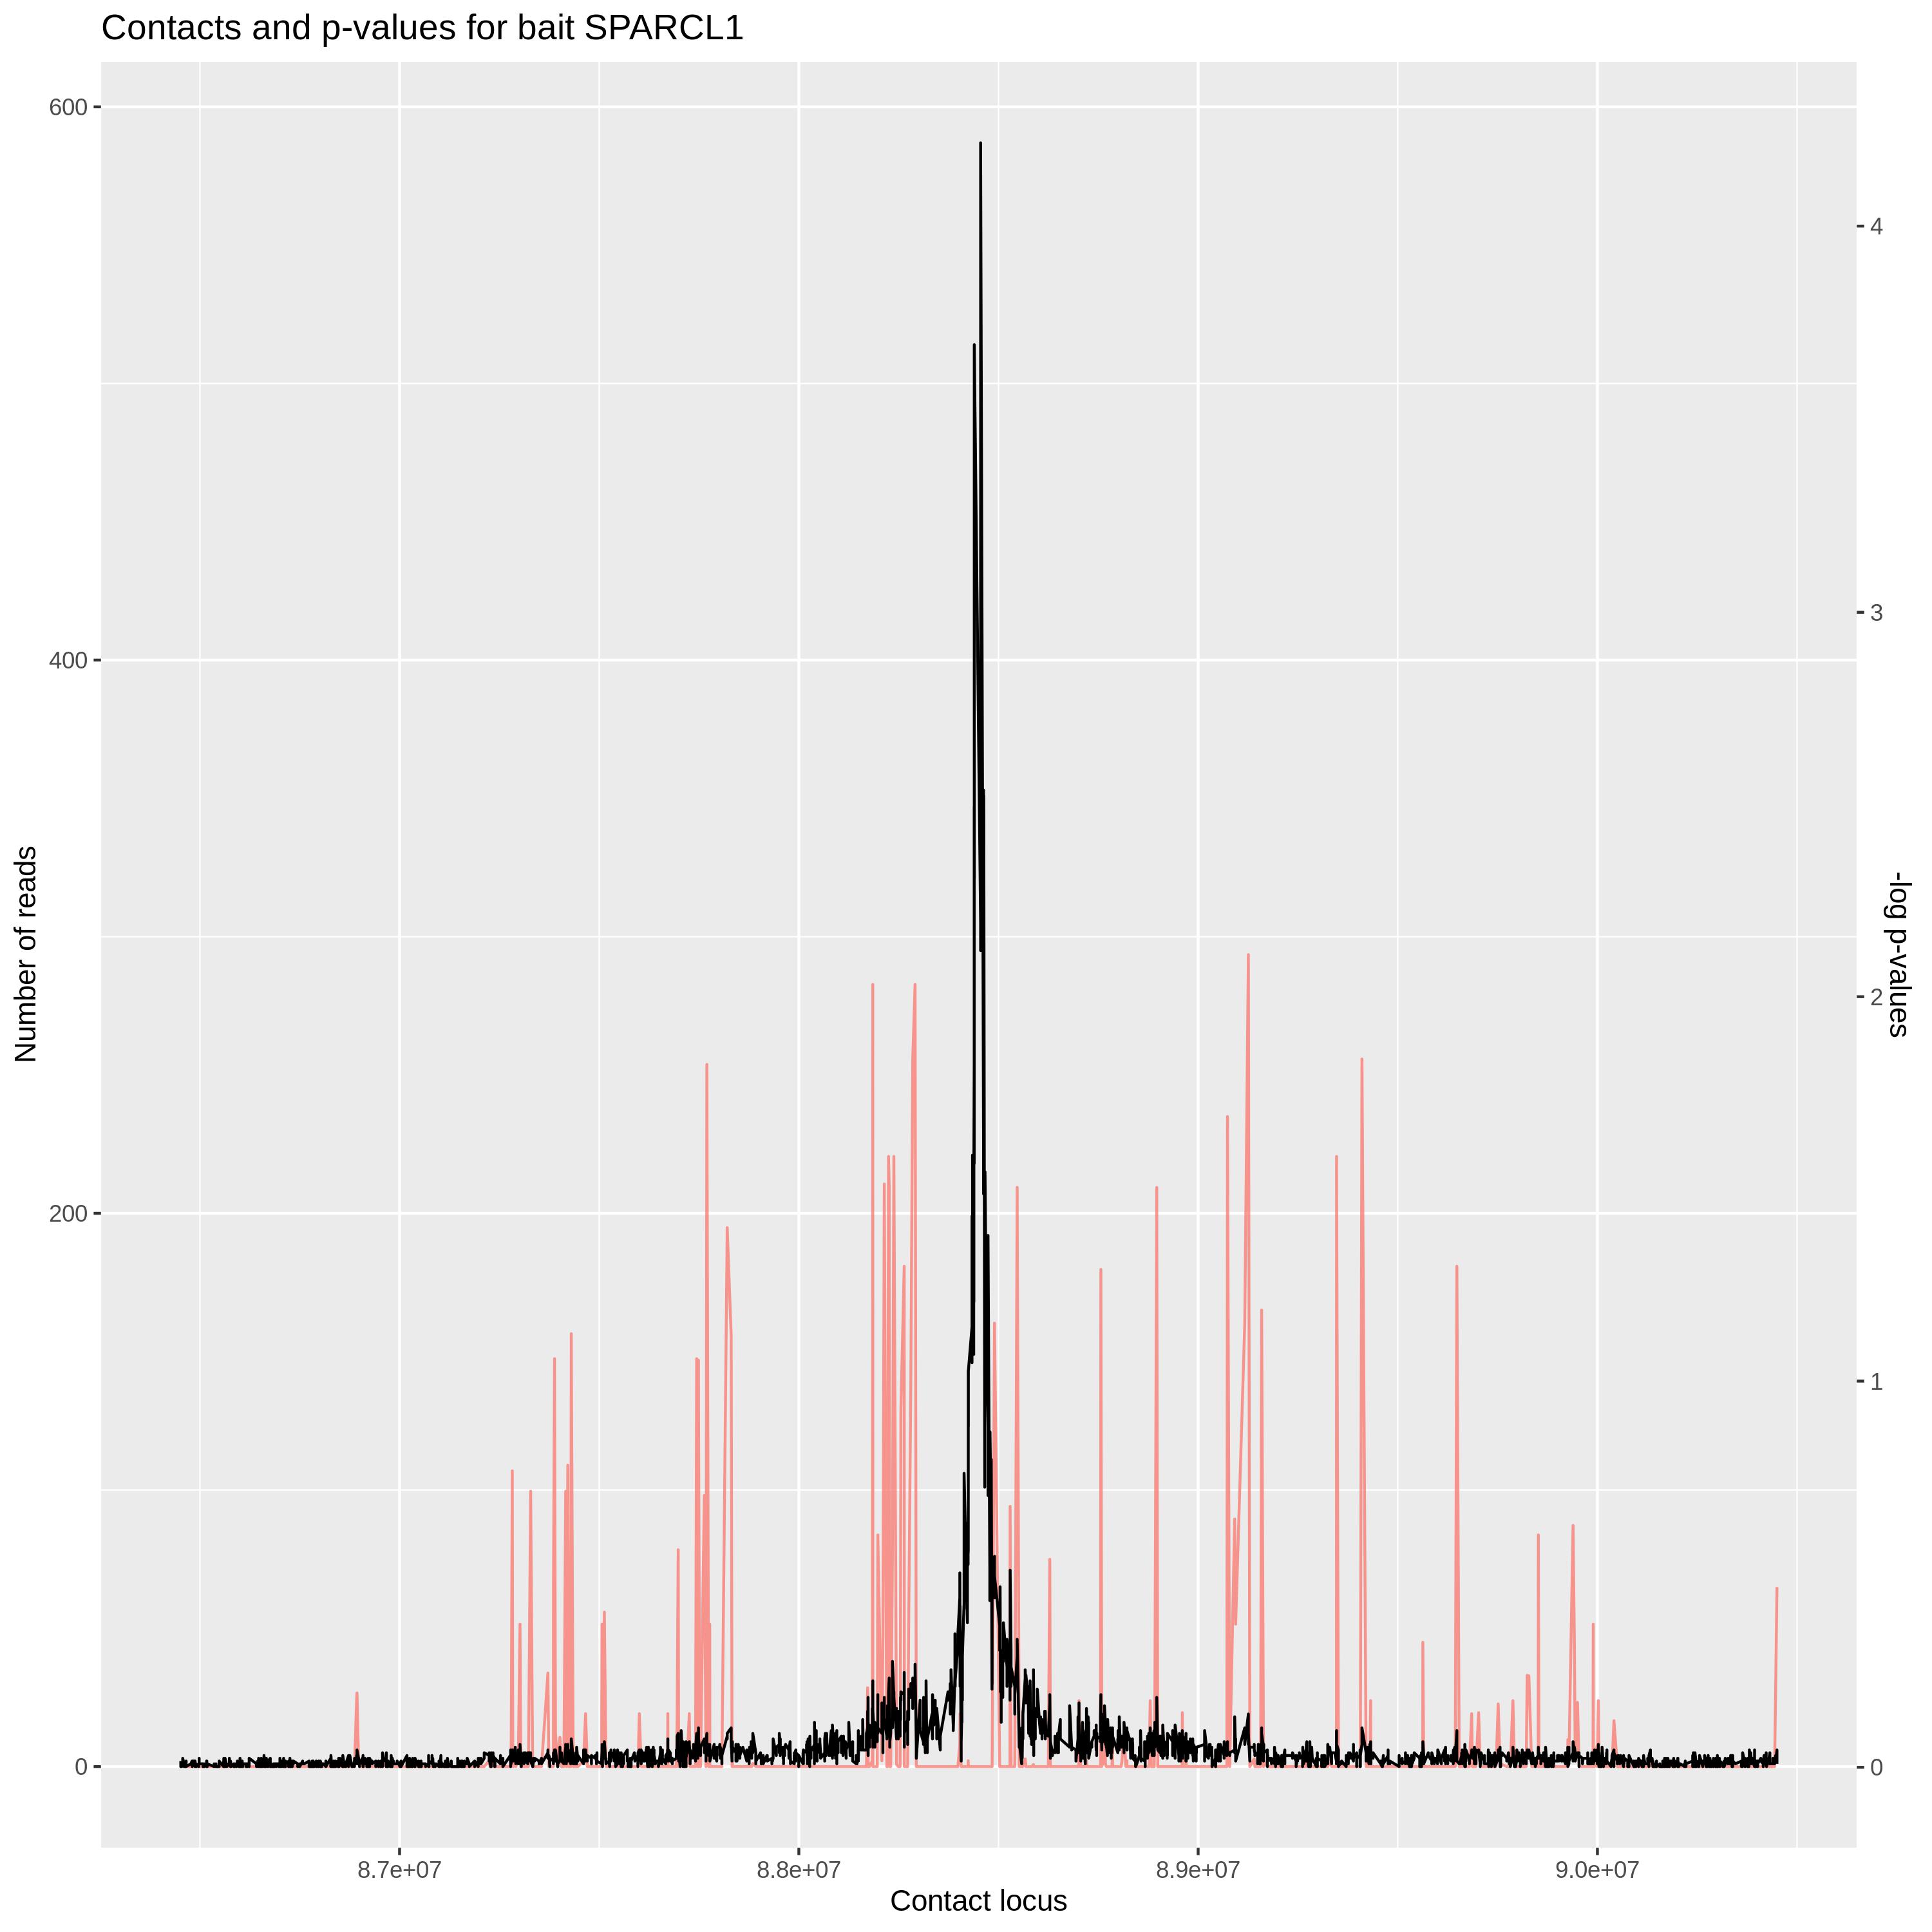 Contacts and p-values for bait SPARCL1
600
400
200
0
Number of reads
4
3
2
1
0
-log p-values
8.7e+07
8.8e+07
8.9e+07
9.0e+07
Contact locus